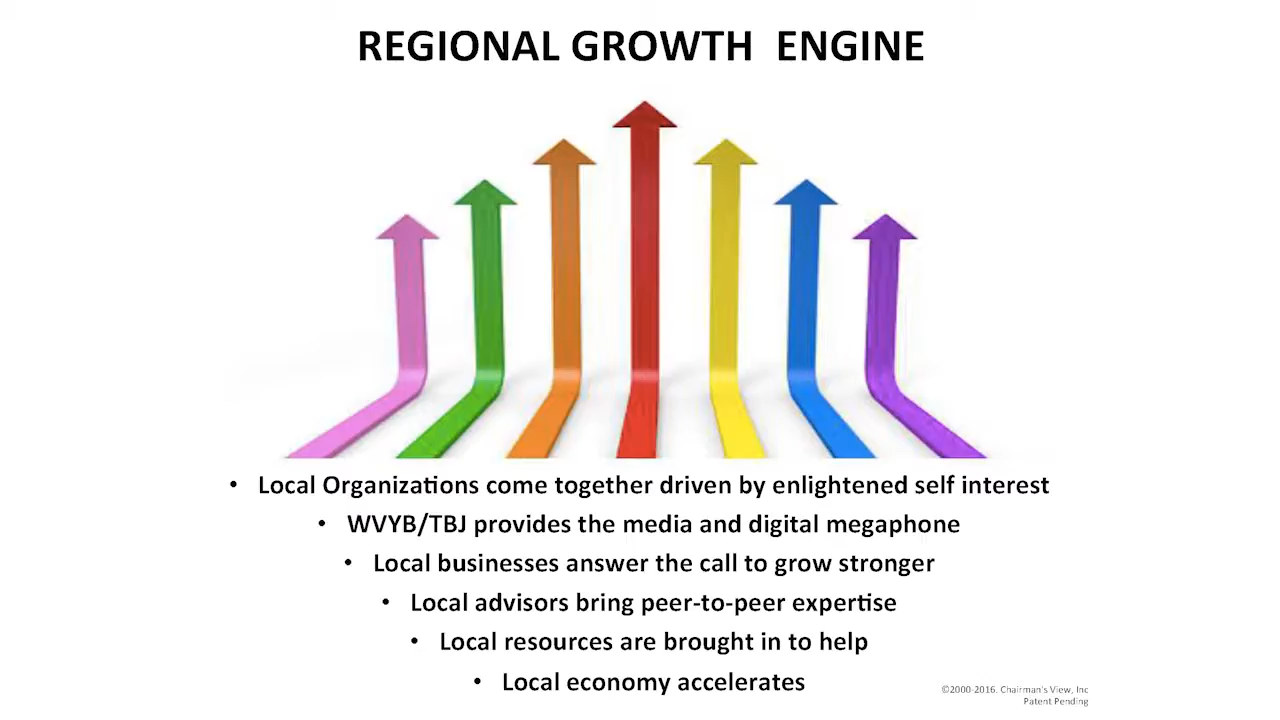 REGIONAL GROWTH ENGINE
• Local Organizations come together driven by enlightened self interest
• WVYB/TBJ provides the media and digital megaphone
• Local businesses answer the call to grow stronger
• Local advisors bring peer-to-peer expertise
• Local resources are brought in to help
• Local economy accelerates
©2000-2016. Chairman's View, Inc
Patent Pending